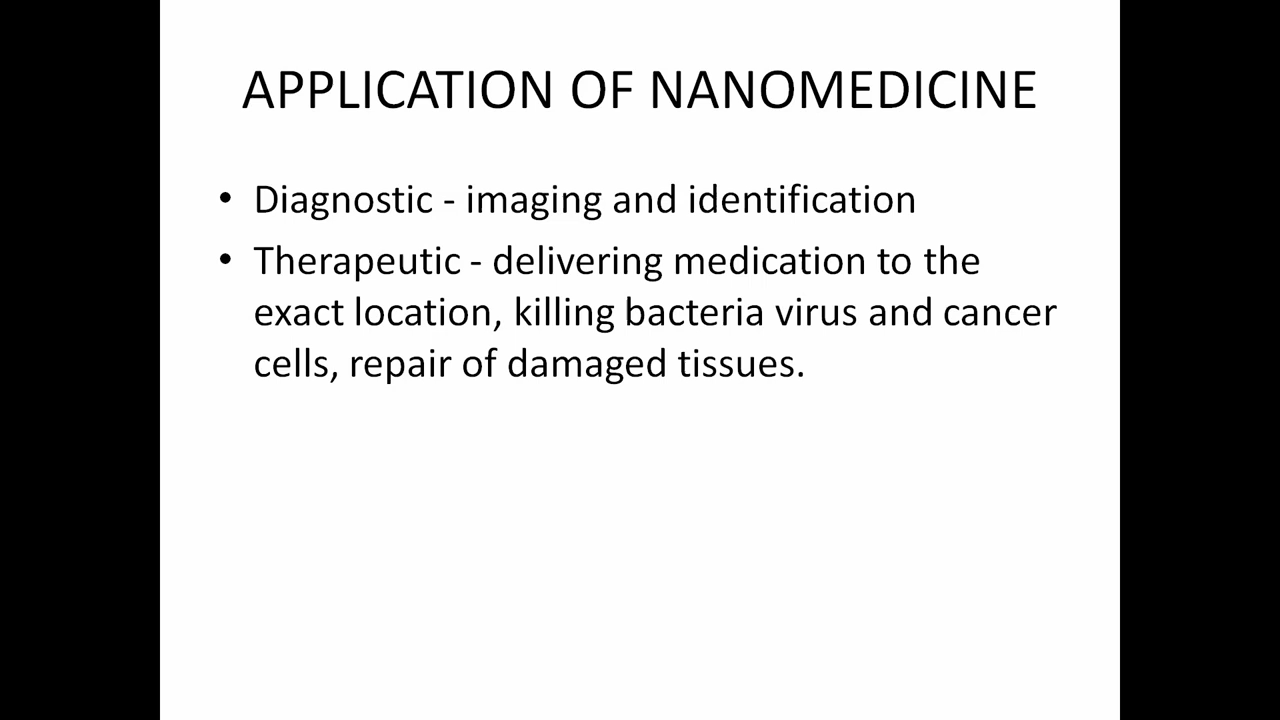 APPLICATION OF NANOMEDICINE
• Diagnostic - imaging and identification
• Therapeutic - delivering medication to the
exact location, killing bacteria virus and cancer
cells, repair of damaged tissues.